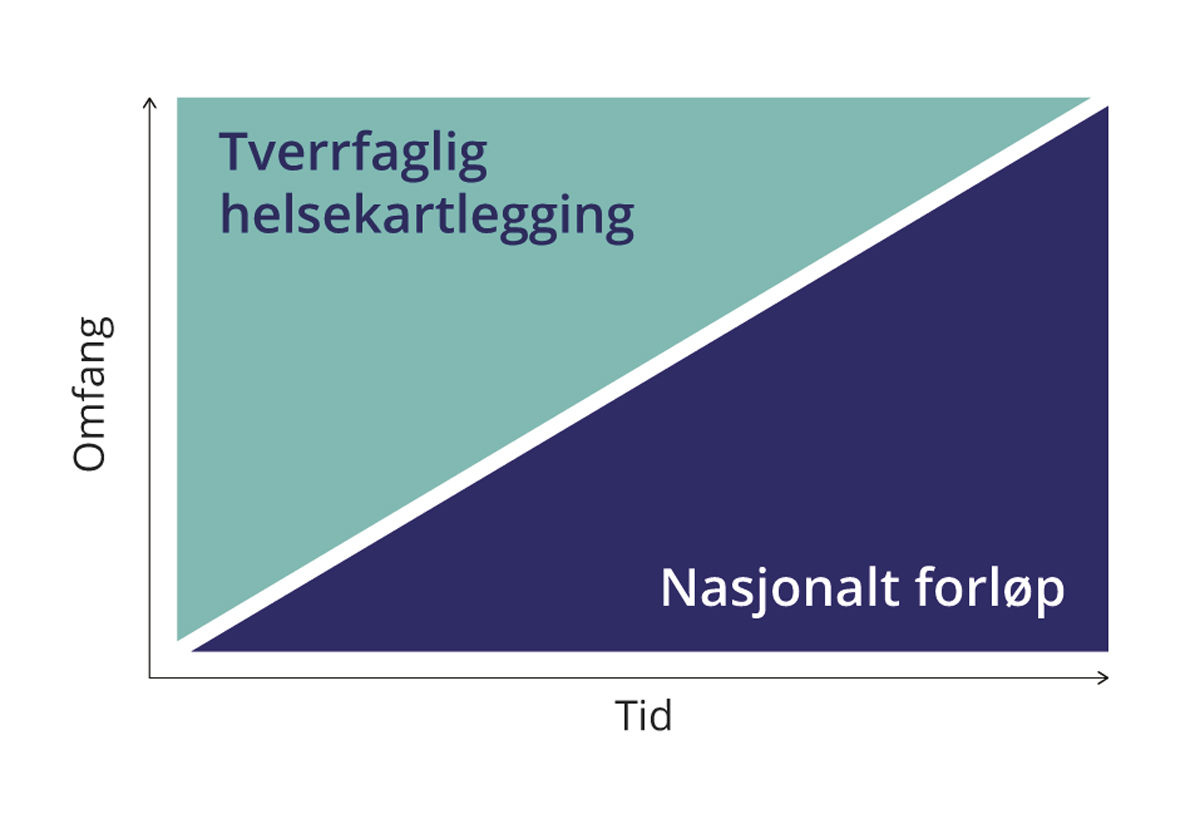 Tverrfaglig
helsekartlegging
Omfang
Nasjonalt forløp
Tid